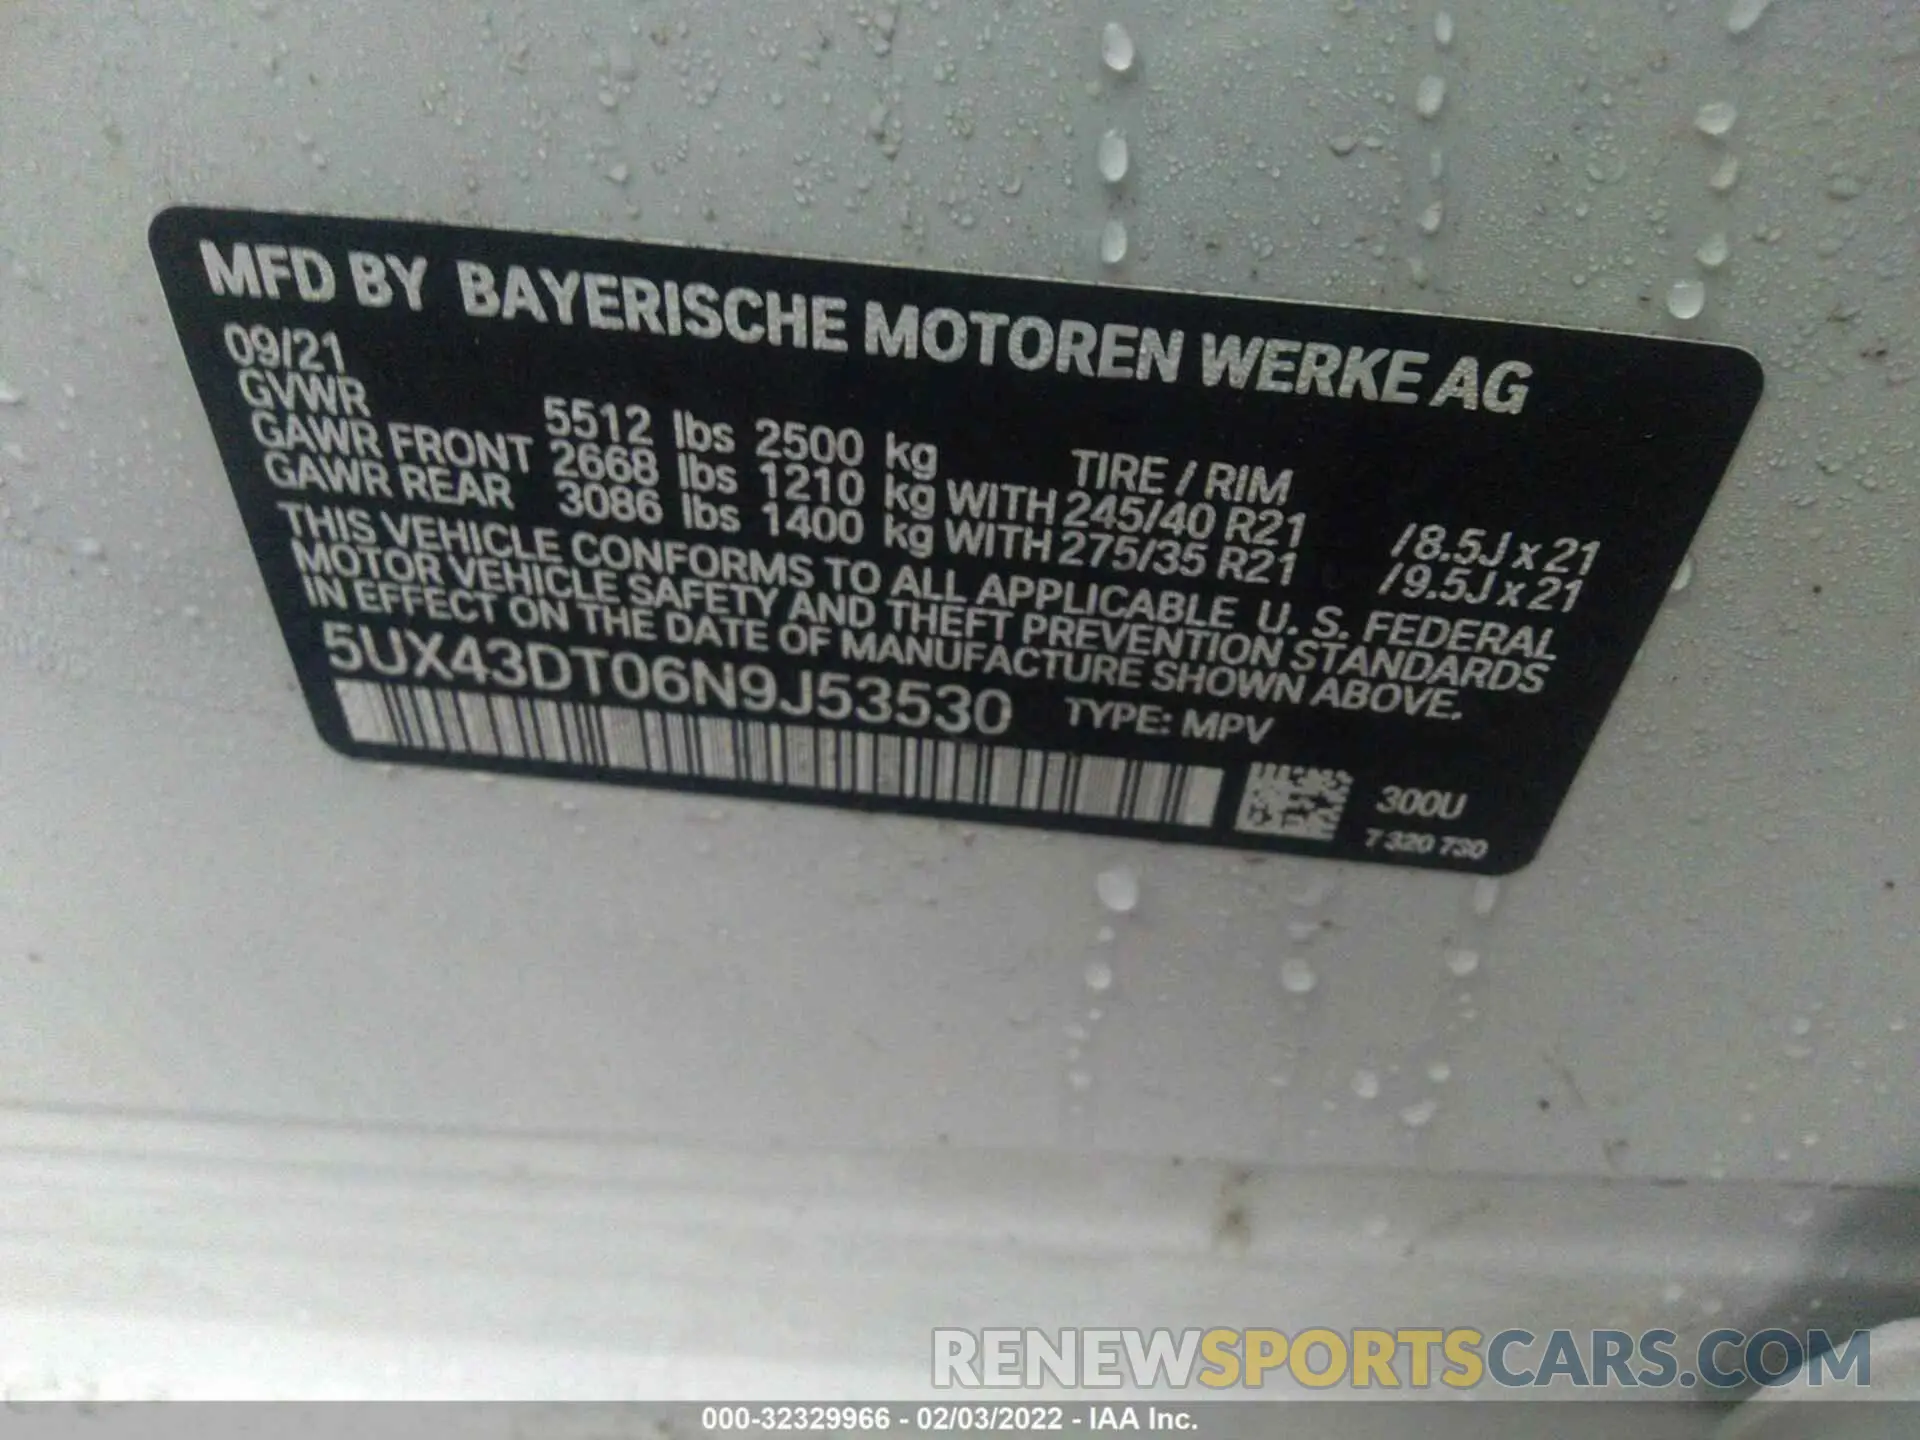 MFD BY BAYERISCHE MOTOREN WERKE AG
09/21
GVWR 5512 lbs 2500 kg TIRE / RIM
GAWR FRONT 2668 lbs 1210 kg WITH 245/40 R21 /8.5J x 21
GAWR REAR 3086 lbs 1400 kg WITH 275/35 R21 /9.5J x 21
THIS VEHICLE CONFORMS TO ALL APPLICABLE U. S. FEDERAL
MOTOR VEHICLE SAFETY AND THEFT PREVENTION STANDARDS
IN EFFECT ON THE DATE OF MANUFACTURE SHOWN ABOVE.
5UX43DT06N9J53530 TYPE: MPV
300U
7 320 730
RENEWSPORTSCARS.COM
000-32329966 - 02/03/2022 - IAA Inc.